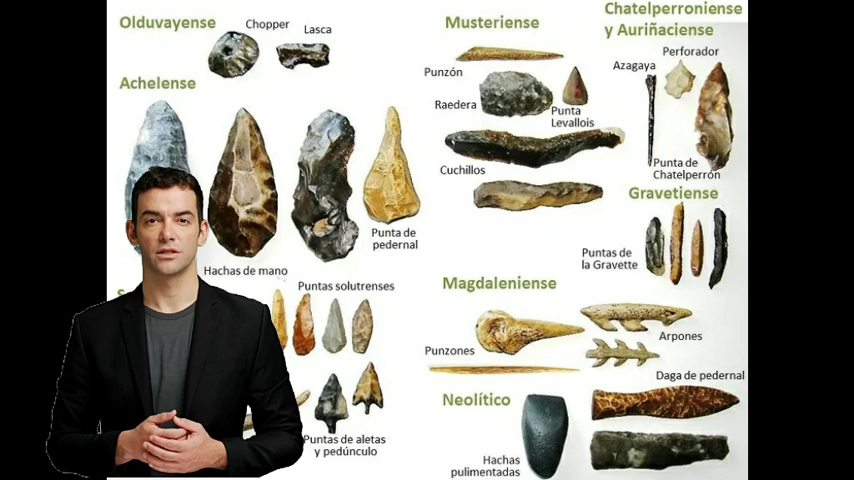 Olduvayense
Chopper
Lasca
Achelense
Punta de
pedernal
Hachas de mano
Puntas solutrenses
Puntas de aletas
y pedúnculo
Musteriense
Punzón
Raedera
Punta
Levallois
Cuchillos
Chatelperroniense
y Auriñaciense
Perforador
Azagaya
Punta de
Chatelperrón
Gravetiense
Puntas de
la Gravette
Magdaleniense
Arpones
Punzones
Daga de pedernal
Neolítico
Hachas
pulimentadas